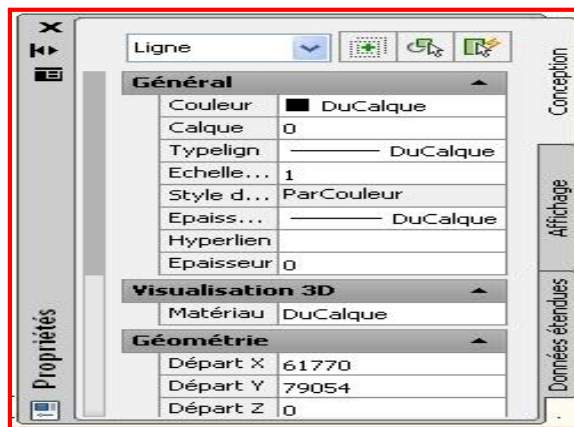 Ligne
Général
Couleur DuCalque
Calque 0
Typelign DuCalque
Echelle... 1
Style d... ParCouleur
Epaiss... DuCalque
Hyperlien
Epaisseur 0
Visualisation 3D
Matériau DuCalque
Géométrie
Départ X 61770
Départ Y 79054
Départ Z 0
Propriétés
Conception
Affichage
Données étendues